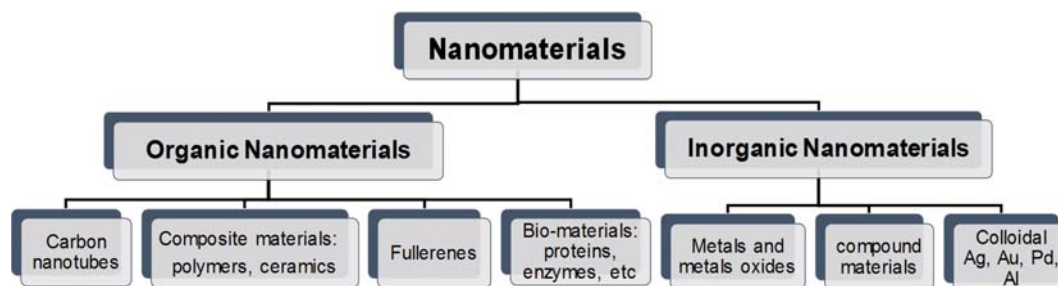 Nanomaterials
Organic Nanomaterials
Inorganic Nanomaterials
Carbon
nanotubes
Composite materials:
polymers, ceramics
Fullerenes
Bio-materials:
proteins,
enzymes, etc
Metals and
metals oxides
compound
materials
Colloidal
Ag, Au, Pd,
Al